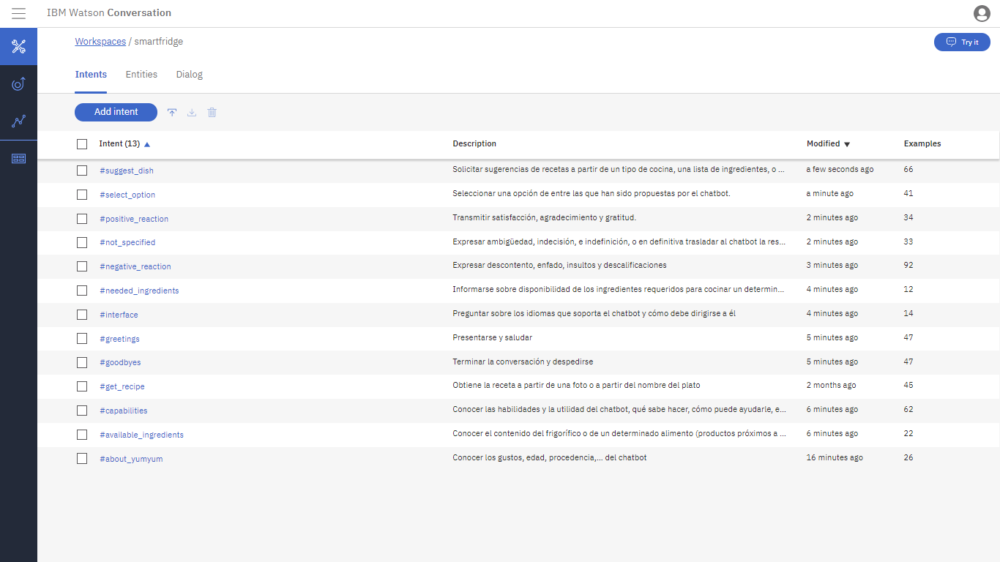 IBM Watson Conversation
Workspaces / smartfridge
Try it
Intents Entities Dialog
Add intent
Intent (13) Description Modified Examples
#suggest_dish Solicitar sugerencias de recetas a partir de un tipo de cocina, una lista de ingredientes, o ... a few seconds ago 66
#select_option Seleccionar una opción de entre las que han sido propuestas por el chatbot. a minute ago 41
#positive_reaction Transmitir satisfacción, agradecimiento y gratitud. 2 minutes ago 34
#not_specified Expresar ambigüedad, indecisión, e indefinición, o en definitiva trasladar al chatbot la res... 2 minutes ago 33
#negative_reaction Expresar descontento, enfado, insultos y descalificaciones 3 minutes ago 92
#needed_ingredients Informarse sobre disponibilidad de los ingredientes requeridos para cocinar un determin... 4 minutes ago 12
#interface Preguntar sobre los idiomas que soporta el chatbot y cómo debe dirigirse a él 4 minutes ago 14
#greetings Presentarse y saludar 5 minutes ago 47
#goodbyes Terminar la conversación y despedirse 5 minutes ago 47
#get_recipe Obtiene la receta a partir de una foto o a partir del nombre del plato 2 months ago 45
#capabilities Conocer las habilidades y la utilidad del chatbot, qué sabe hacer, cómo puede ayudarle, e... 6 minutes ago 62
#available_ingredients Conocer el contenido del frigorífico o de un determinado alimento (productos próximos a ... 6 minutes ago 22
#about_yumyum Conocer los gustos, edad, procedencia,... del chatbot 16 minutes ago 26